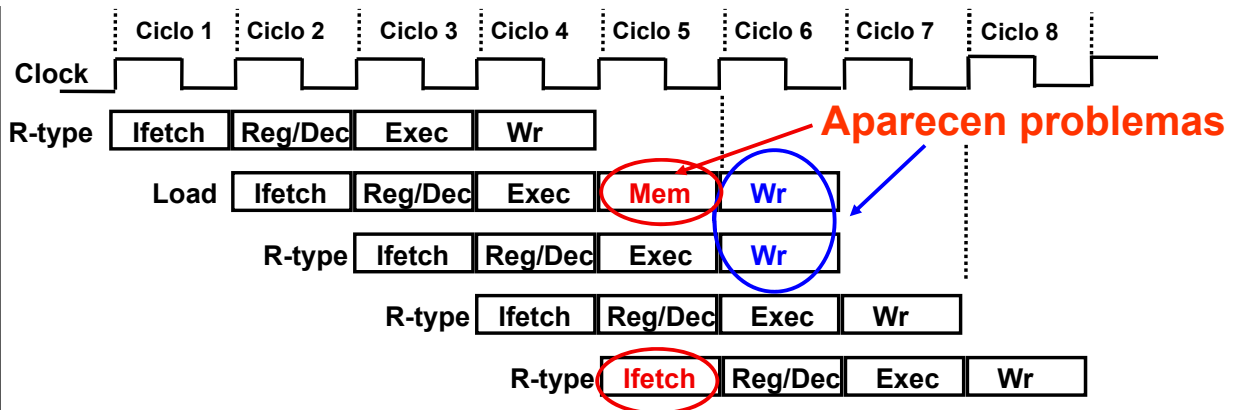 Ciclo 1 Ciclo 2 Ciclo 3 Ciclo 4 Ciclo 5 Ciclo 6 Ciclo 7 Ciclo 8
Clock
Aparecen problemas
R-type Ifetch Reg/Dec Exec Wr
Load Ifetch Reg/Dec Exec Mem Wr
R-type Ifetch Reg/Dec Exec Wr
R-type Ifetch Reg/Dec Exec Wr
R-type Ifetch Reg/Dec Exec Wr